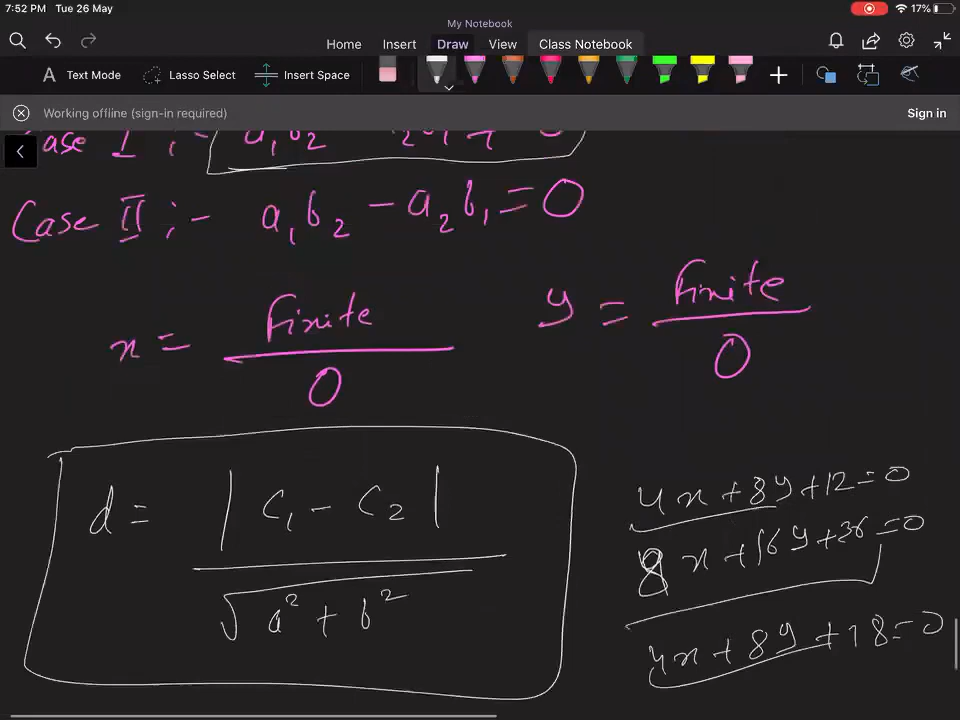 7:52 PM Tue 26 May
17%
My Notebook
Home Insert Draw View Class Notebook
A Text Mode Lasso Select Insert Space
Working offline (sign-in required) Sign in
Case I ;-
Case II ;- a₁b₂ - a₂b₁ = 0
x = finite / 0
y = finite / 0
d = |C₁ - C₂| / √(a² + b²)
4x + 8y + 12 = 0
8x + 16y + 36 = 0
4x + 8y + 18 = 0